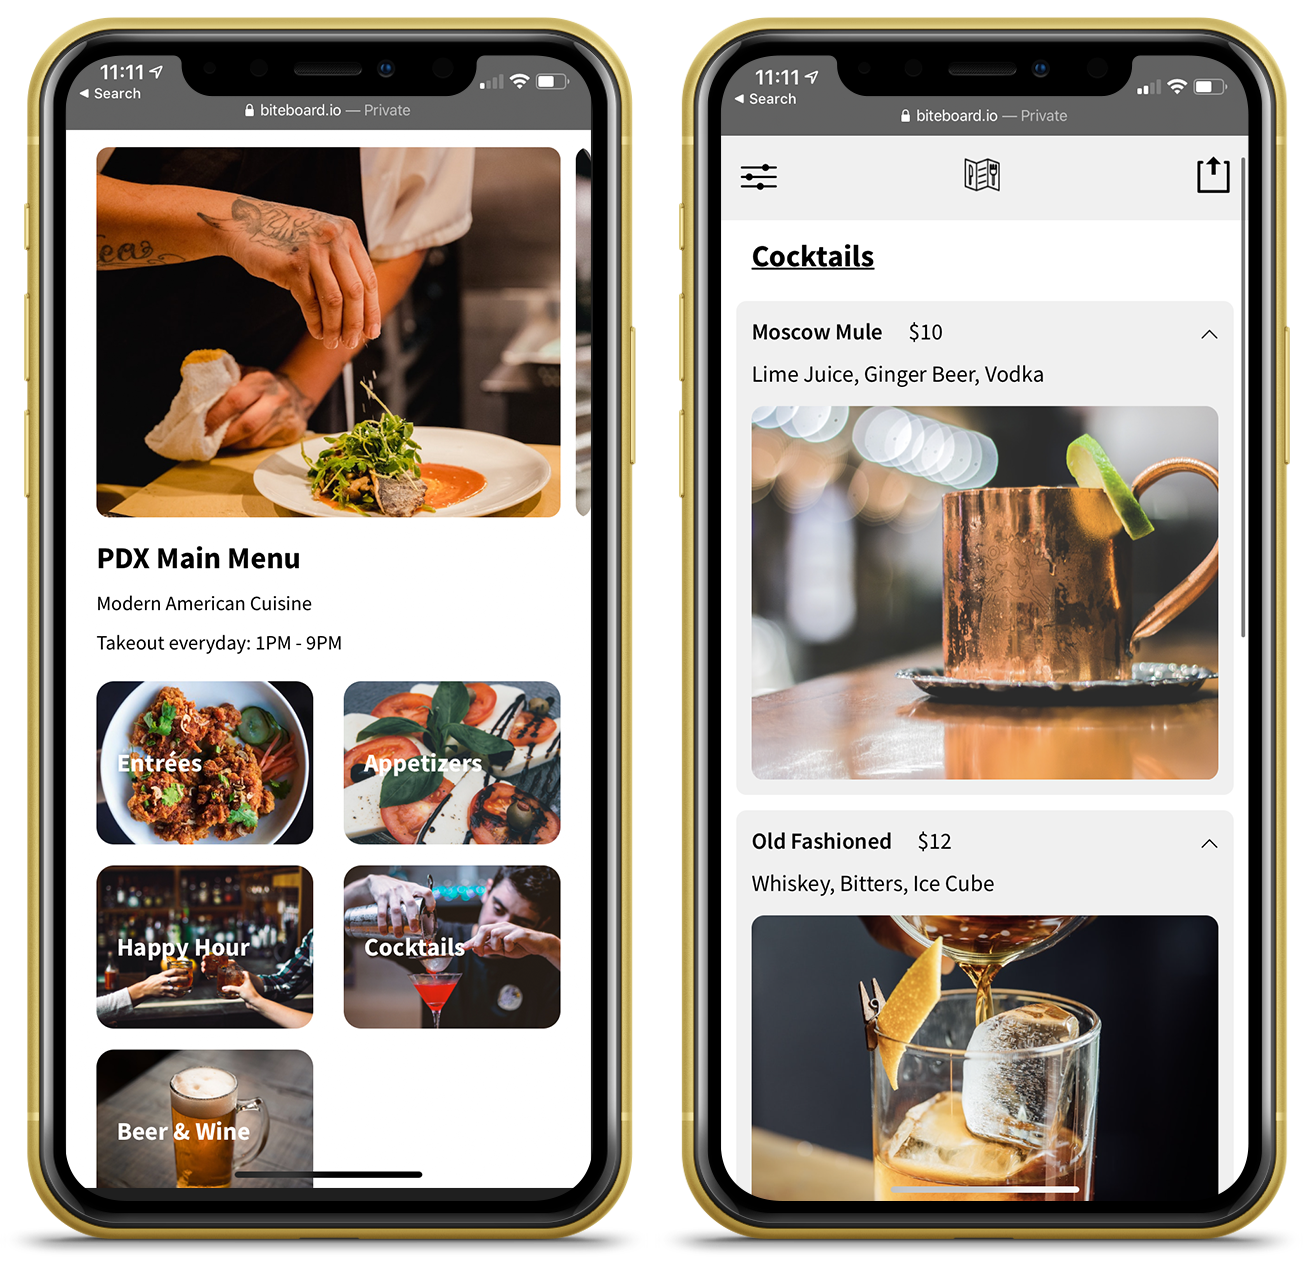 11:11
◀ Search
biteboard.io — Private
ea
PDX Main Menu
Modern American Cuisine
Takeout everyday: 1PM - 9PM
Entrées
Appetizers
Happy Hour
Cocktails
Beer & Wine
11:11
◀ Search
biteboard.io — Private
Cocktails
Moscow Mule $10
Lime Juice, Ginger Beer, Vodka
Old Fashioned $12
Whiskey, Bitters, Ice Cube